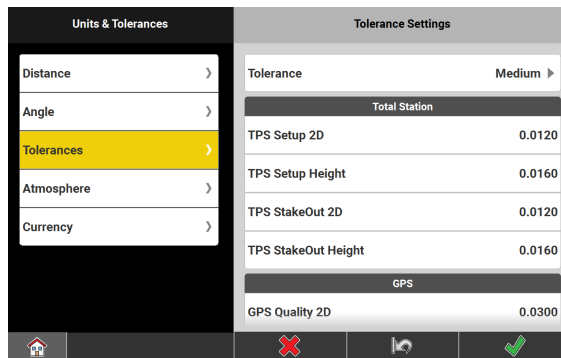 Units & Tolerances
Distance
Angle
Tolerances
Atmosphere
Currency
Tolerance Settings
Tolerance Medium
Total Station
TPS Setup 2D 0.0120
TPS Setup Height 0.0160
TPS StakeOut 2D 0.0120
TPS StakeOut Height 0.0160
GPS
GPS Quality 2D 0.0300